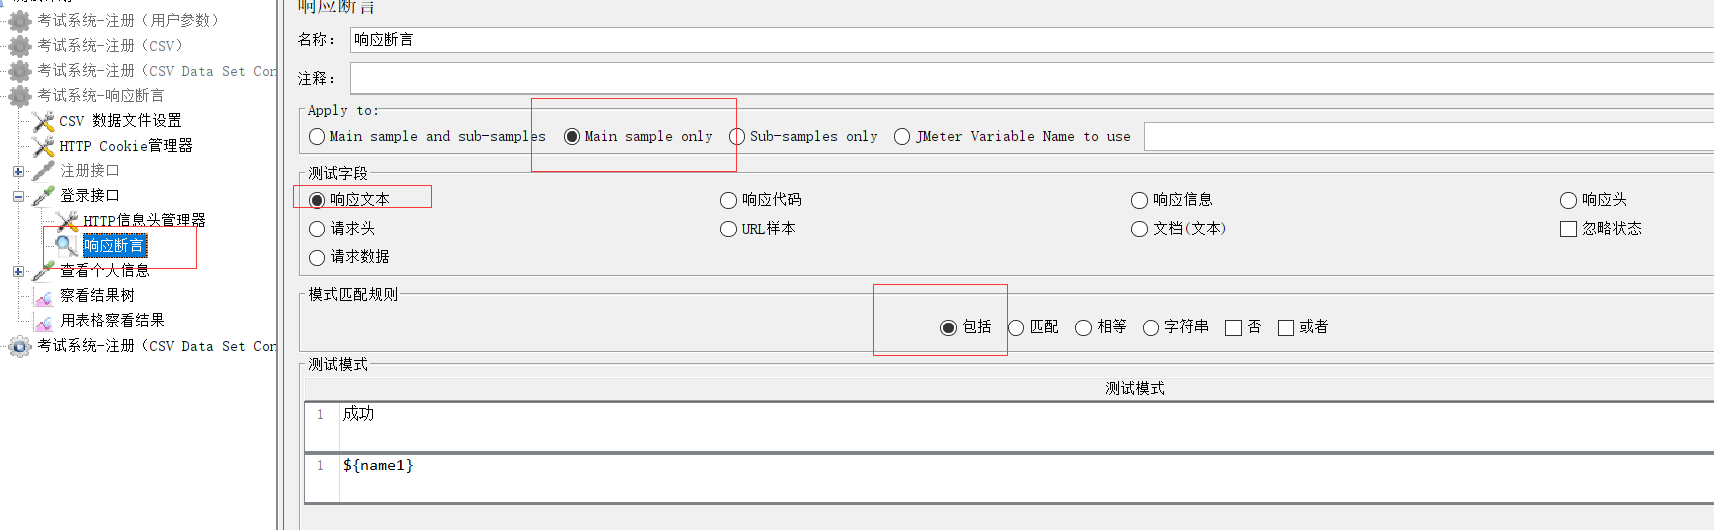 考试系统-注册（用户参数）
考试系统-注册（CSV）
考试系统-注册（CSV Data Set Con
考试系统-响应断言
CSV 数据文件设置
HTTP Cookie管理器
注册接口
登录接口
HTTP信息头管理器
响应断言
查看个人信息
察看结果树
用表格察看结果
考试系统-注册（CSV Data Set Con
响应断言
名称： 响应断言
注释：
Apply to:
Main sample and sub-samples Main sample only Sub-samples only JMeter Variable Name to use
测试字段
响应文本 响应代码 响应信息 响应头
请求头 URL样本 文档(文本) 忽略状态
请求数据
模式匹配规则
包括 匹配 相等 字符串 否 或者
测试模式
测试模式
1 成功
1 ${name1}